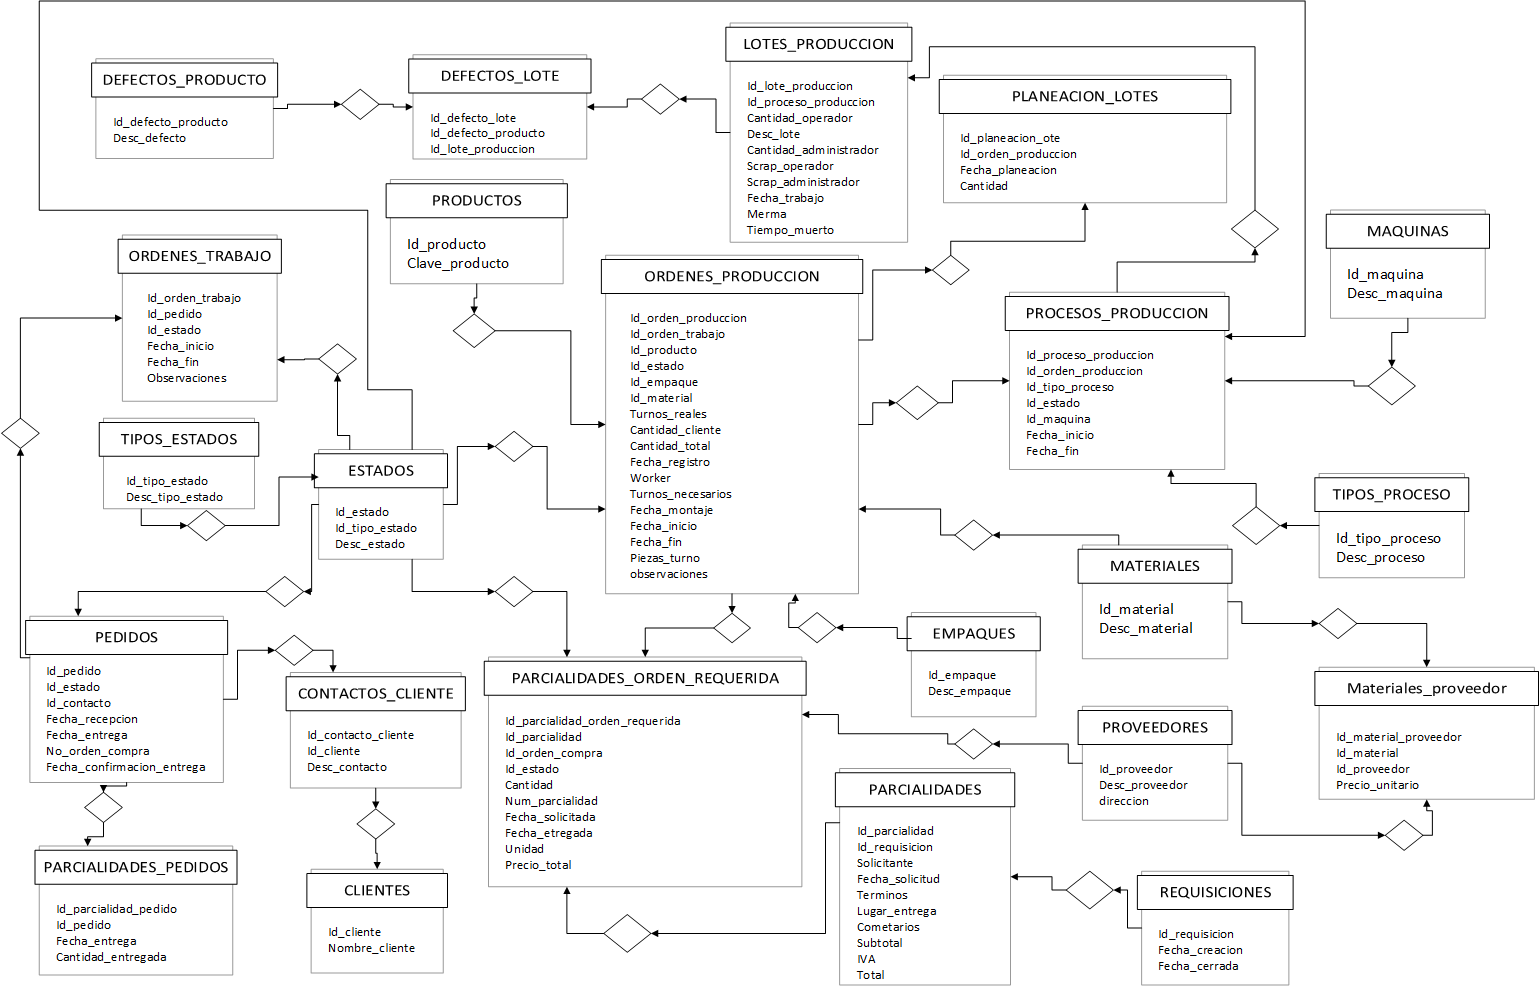 DEFECTOS_PRODUCTO
Id_defecto_producto
Desc_defecto
DEFECTOS_LOTE
Id_defecto_lote
Id_defecto_producto
Id_lote_produccion
LOTES_PRODUCCION
Id_lote_produccion
Id_proceso_produccion
Cantidad_operador
Desc_lote
Cantidad_administrador
Scrap_operador
Scrap_administrador
Fecha_trabajo
Merma
Tiempo_muerto
PLANEACION_LOTES
Id_planeacion_ote
Id_orden_produccion
Fecha_planeacion
Cantidad
PRODUCTOS
Id_producto
Clave_producto
MAQUINAS
Id_maquina
Desc_maquina
ORDENES_TRABAJO
Id_orden_trabajo
Id_pedido
Id_estado
Fecha_inicio
Fecha_fin
Observaciones
ORDENES_PRODUCCION
Id_orden_produccion
Id_orden_trabajo
Id_producto
Id_estado
Id_empaque
Id_material
Turnos_reales
Cantidad_cliente
Cantidad_total
Fecha_registro
Worker
Turnos_necesarios
Fecha_montaje
Fecha_inicio
Fecha_fin
Piezas_turno
observaciones
PROCESOS_PRODUCCION
Id_proceso_produccion
Id_orden_produccion
Id_tipo_proceso
Id_estado
Id_maquina
Fecha_inicio
Fecha_fin
TIPOS_ESTADOS
Id_tipo_estado
Desc_tipo_estado
ESTADOS
Id_estado
Id_tipo_estado
Desc_estado
TIPOS_PROCESO
Id_tipo_proceso
Desc_proceso
MATERIALES
Id_material
Desc_material
PEDIDOS
Id_pedido
Id_estado
Id_contacto
Fecha_recepcion
Fecha_entrega
No_orden_compra
Fecha_confirmacion_entrega
CONTACTOS_CLIENTE
Id_contacto_cliente
Id_cliente
Desc_contacto
PARCIALIDADES_ORDEN_REQUERIDA
Id_parcialidad_orden_requerida
Id_parcialidad
Id_orden_compra
Id_estado
Cantidad
Num_parcialidad
Fecha_solicitada
Fecha_etregada
Unidad
Precio_total
EMPAQUES
Id_empaque
Desc_empaque
PROVEEDORES
Id_proveedor
Desc_proveedor
direccion
Materiales_proveedor
Id_material_proveedor
Id_material
Id_proveedor
Precio_unitario
PARCIALIDADES
Id_parcialidad
Id_requisicion
Solicitante
Fecha_solicitud
Terminos
Lugar_entrega
Cometarios
Subtotal
IVA
Total
PARCIALIDADES_PEDIDOS
Id_parcialidad_pedido
Id_pedido
Fecha_entrega
Cantidad_entregada
CLIENTES
Id_cliente
Nombre_cliente
REQUISICIONES
Id_requisicion
Fecha_creacion
Fecha_cerrada